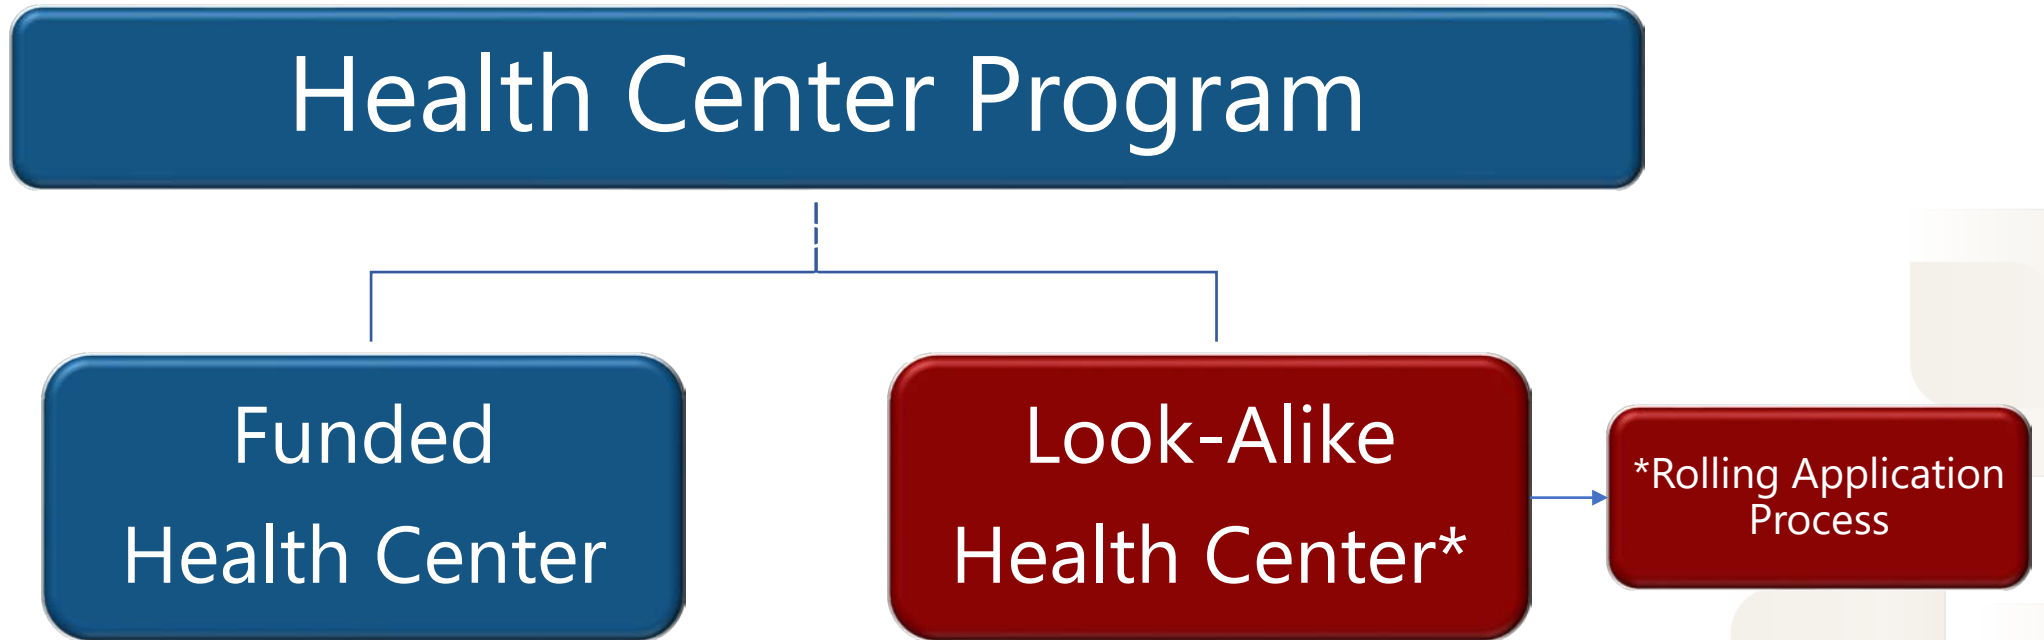 Health Center Program
Funded
Health Center
Look-Alike
Health Center*
*Rolling Application
Process